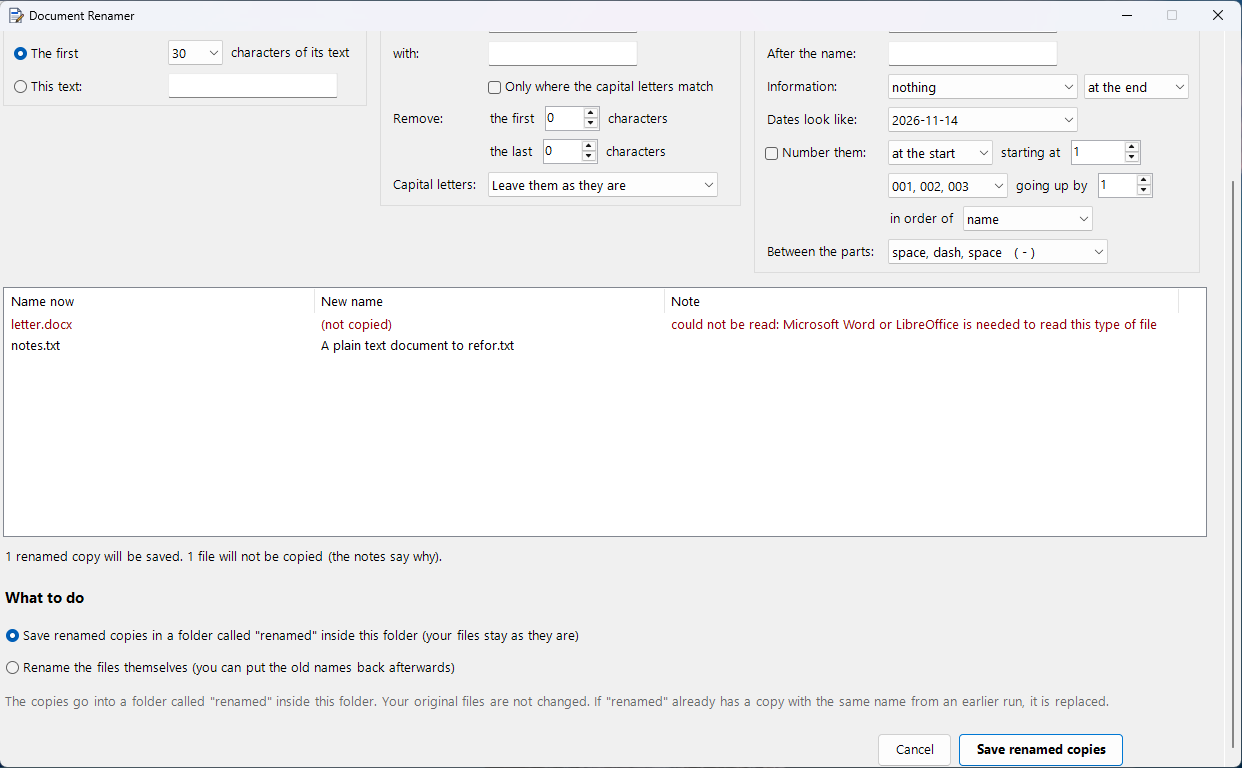 Document Renamer
The first 30 characters of its text
This text:
with:
Only where the capital letters match
Remove: the first 0 characters
the last 0 characters
Capital letters: Leave them as they are
After the name:
Information: nothing at the end
Dates look like: 2026-11-14
Number them: at the start starting at 1
001, 002, 003 going up by 1
in order of name
Between the parts: space, dash, space ( - )
Name now New name Note
letter.docx (not copied) could not be read: Microsoft Word or LibreOffice is needed to read this type of file
notes.txt A plain text document to refor.txt
1 renamed copy will be saved. 1 file will not be copied (the notes say why).
What to do
Save renamed copies in a folder called "renamed" inside this folder (your files stay as they are)
Rename the files themselves (you can put the old names back afterwards)
The copies go into a folder called "renamed" inside this folder. Your original files are not changed. If "renamed" already has a copy with the same name from an earlier run, it is replaced.
Cancel Save renamed copies